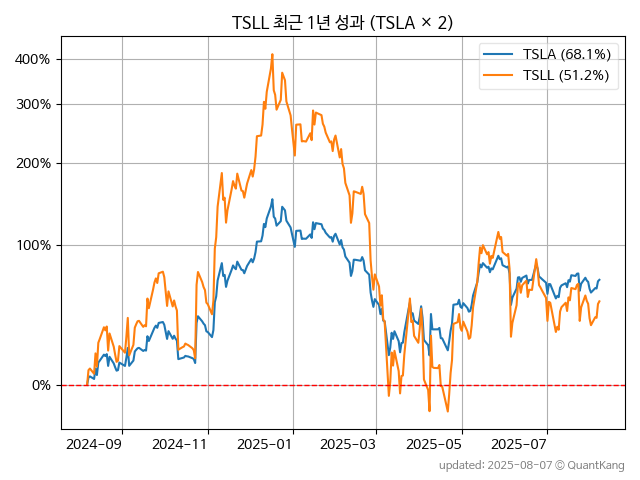 TSLL 최근 1년 성과 (TSLA × 2)
400%
300%
200%
100%
0%
TSLA (68.1%)
TSLL (51.2%)
2024-09 2024-11 2025-01 2025-03 2025-05 2025-07
updated: 2025-08-07 © QuantKang